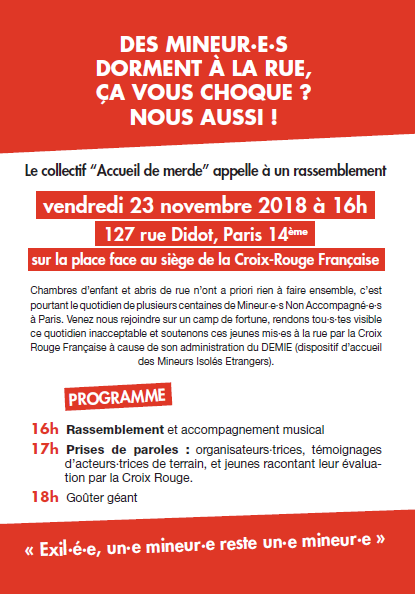 DES MINEUR·E·S
DORMENT À LA RUE,
ÇA VOUS CHOQUE ?
NOUS AUSSI !
Le collectif “Accueil de merde” appelle à un rassemblement
vendredi 23 novembre 2018 à 16h
127 rue Didot, Paris 14ème
sur la place face au siège de la Croix-Rouge Française
Chambres d’enfant et abris de rue n’ont a priori rien à faire ensemble, c’est
pourtant le quotidien de plusieurs centaines de Mineur·e·s Non Accompagné·e·s
à Paris. Venez nous rejoindre sur un camp de fortune, rendons tou·s·tes visible
ce quotidien inacceptable et soutenons ces jeunes mis·es à la rue par la Croix
Rouge Française à cause de son administration du DEMIE (dispositif d’accueil
des Mineurs Isolés Etrangers).
PROGRAMME
16h Rassemblement et accompagnement musical
17h Prises de paroles : organisateurs·trices, témoignages
d’acteurs·trices de terrain, et jeunes racontant leur évalua-
tion par la Croix Rouge.
18h Goûter géant
« Exil·é·e, un·e mineur·e reste un·e mineur·e »